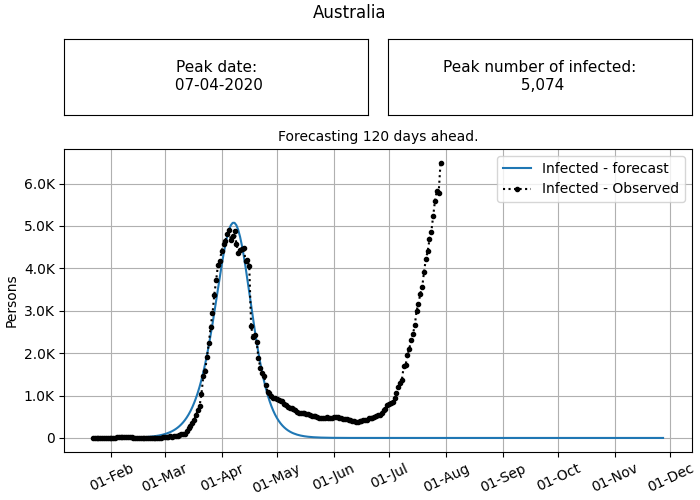 Australia
Peak date:
07-04-2020
Peak number of infected:
5,074
Forecasting 120 days ahead.
Infected - forecast
Infected - Observed
Persons
6.0K
5.0K
4.0K
3.0K
2.0K
1.0K
0
01-Feb
01-Mar
01-Apr
01-May
01-Jun
01-Jul
01-Aug
01-Sep
01-Oct
01-Nov
01-Dec